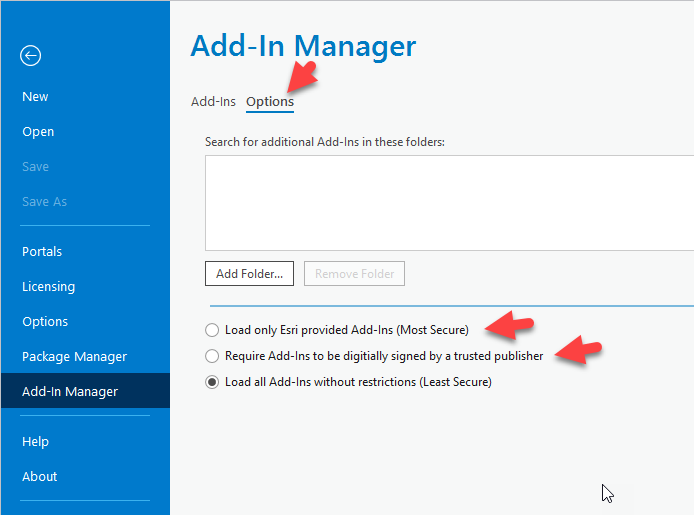 Add-In Manager
New
Open
Save
Save As
Portals
Licensing
Options
Package Manager
Add-In Manager
Help
About
Add-Ins Options
Search for additional Add-Ins in these folders:
Add Folder... Remove Folder
Load only Esri provided Add-Ins (Most Secure)
Require Add-Ins to be digitially signed by a trusted publisher
Load all Add-Ins without restrictions (Least Secure)